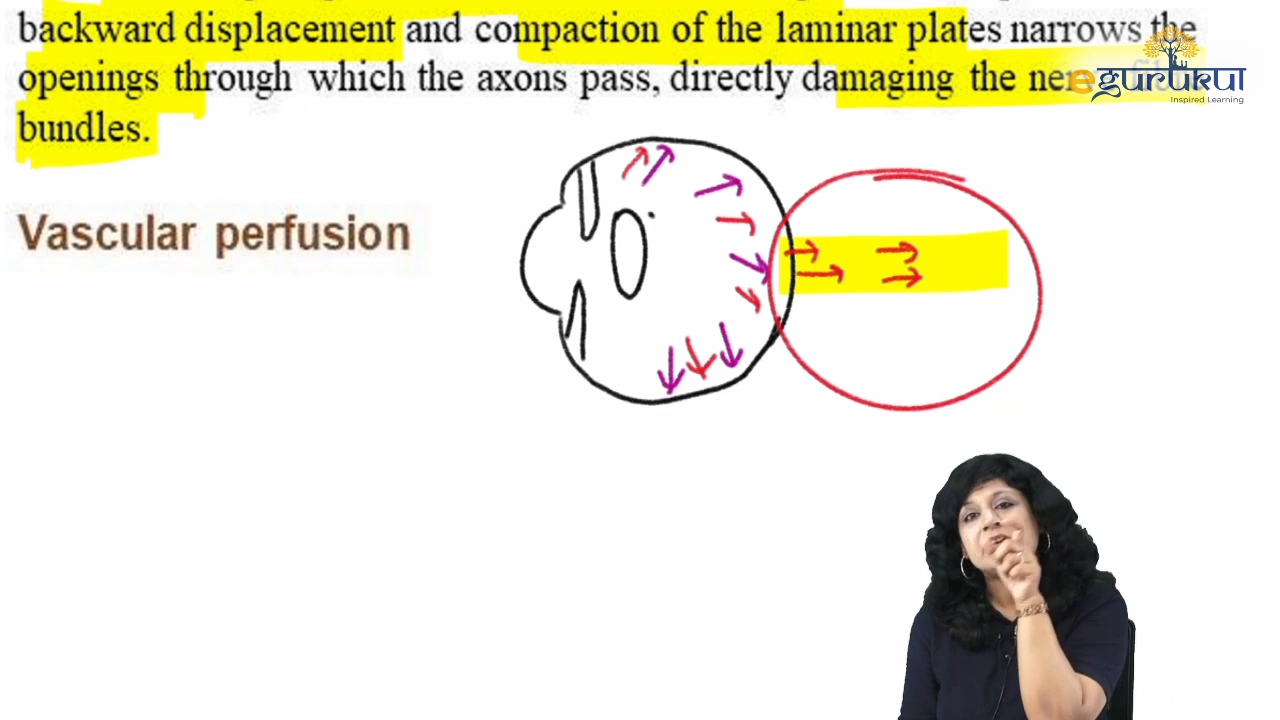 backward displacement and compaction of the laminar plates narrows the
openings through which the axons pass, directly damaging the
bundles.
egurukul
Inspired Learning
Vascular perfusion